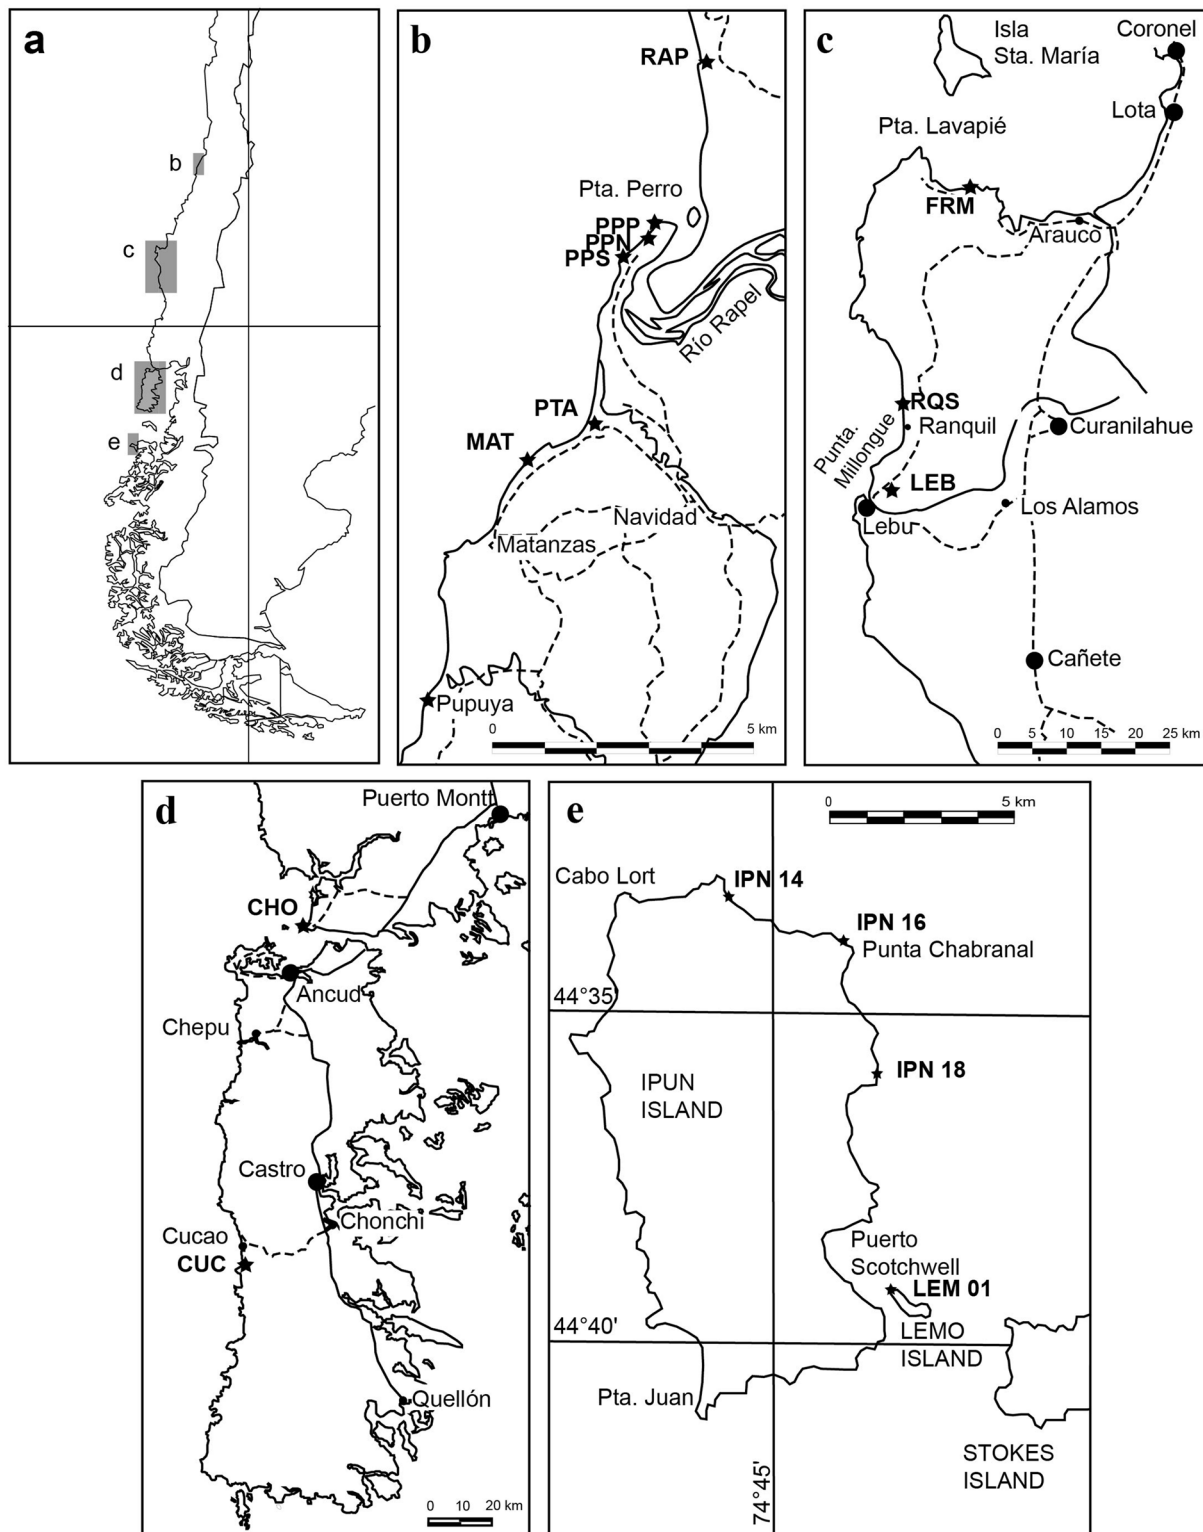 a
b
c
d
e
b
RAP
Pta. Perro
PPP
PPN
PPS
Río Rapel
PTA
MAT
Navidad
Matanzas
Pupuya
0
5 km
c
Isla
Sta. María
Coronel
Lota
Pta. Lavapié
FRM
Arauco
RQS
Ranquil
Punta.
Millongue
Curanilahue
LEB
Los Alamos
Lebu
Cañete
0 5 10 15 20 25 km
d
Puerto Montt
CHO
Ancud
Chepu
Castro
Chonchi
Cucao
CUC
Quellón
0 10 20 km
e
0
5 km
Cabo Lort
IPN 14
IPN 16
Punta Chabranal
44°35'
IPN 18
IPUN
ISLAND
Puerto
Scotchwell
LEM 01
44°40'
LEMO
ISLAND
Pta. Juan
74°45'
STOKES
ISLAND